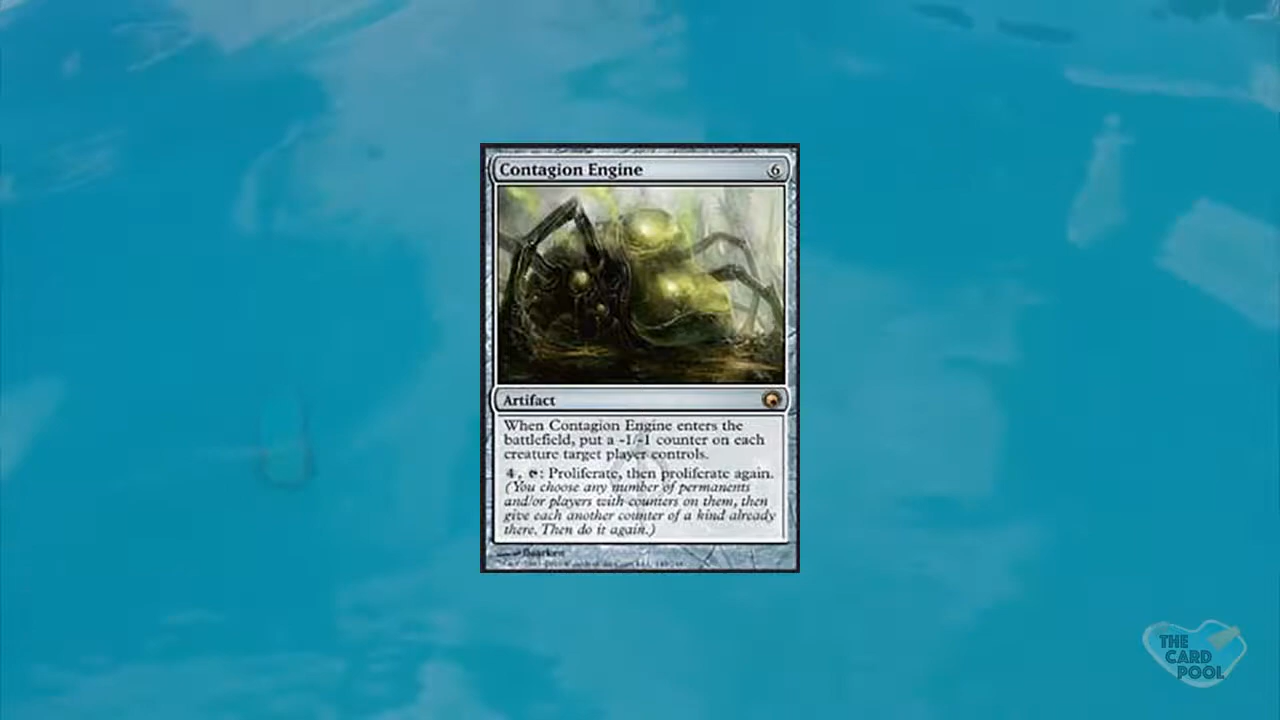 Contagion Engine 6
Artifact
When Contagion Engine enters the
battlefield, put a -1/-1 counter on each
creature target player controls.
4, : Proliferate, then proliferate again.
(You choose any number of permanents
and/or players with counters on them, then
give each another counter of a kind already
there. Then do it again.)
THE
CARD
POOL